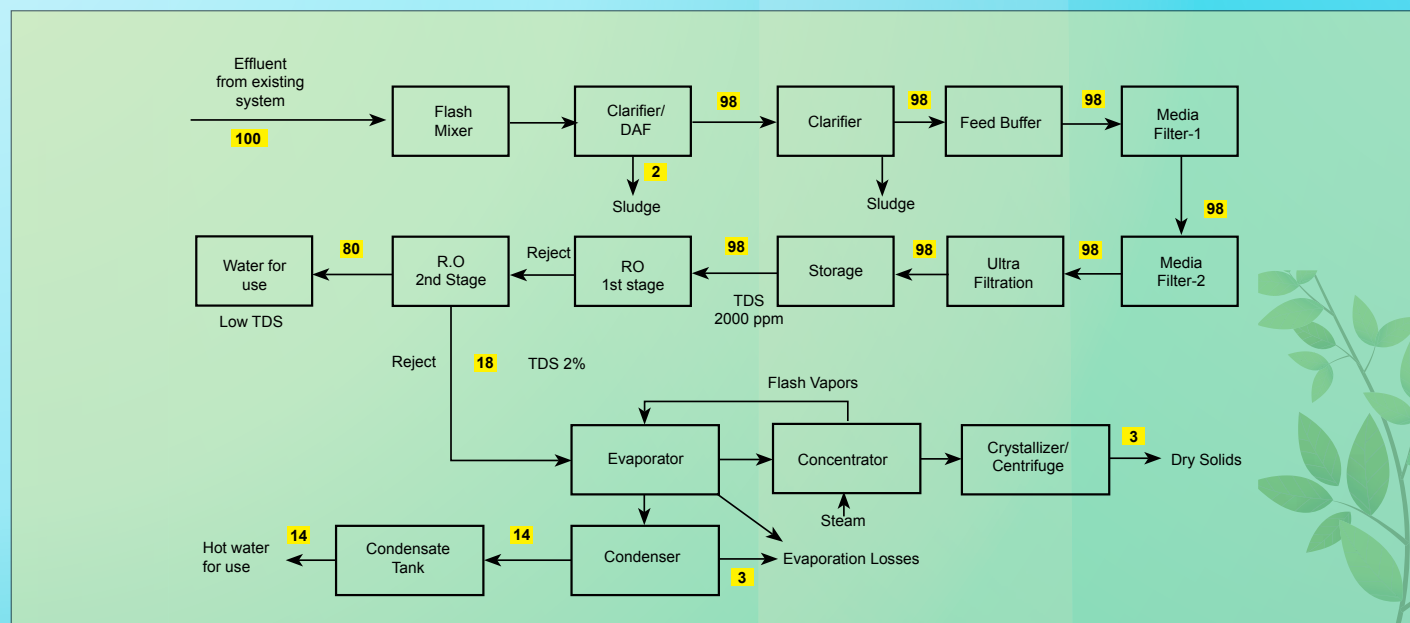 Effluent
from existing
system
100
Flash
Mixer
Clarifier/
DAF
98
Clarifier
98
Feed Buffer
98
Media
Filter-1
2
Sludge
Sludge
98
Water for
use
80
R.O
2nd Stage
Reject
RO
1st stage
98
Storage
98
Ultra
Filtration
98
Media
Filter-2
Low TDS
TDS
2000 ppm
Reject
18
TDS 2%
Flash Vapors
Evaporator
Concentrator
Crystallizer/
Centrifuge
3
Dry Solids
Steam
Hot water
for use
14
Condensate
Tank
14
Condenser
3
Evaporation Losses